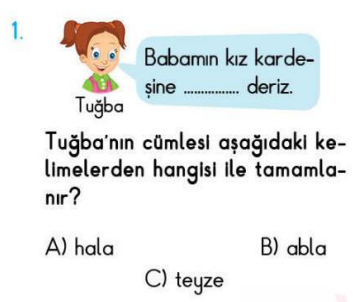 1.
Babamın kız karde-
şine ................ deriz.
Tuğba
Tuğba'nın cümlesi aşağıdaki ke-
limelerden hangisi ile tamamla-
nır?
A) hala
B) abla
C) teyze